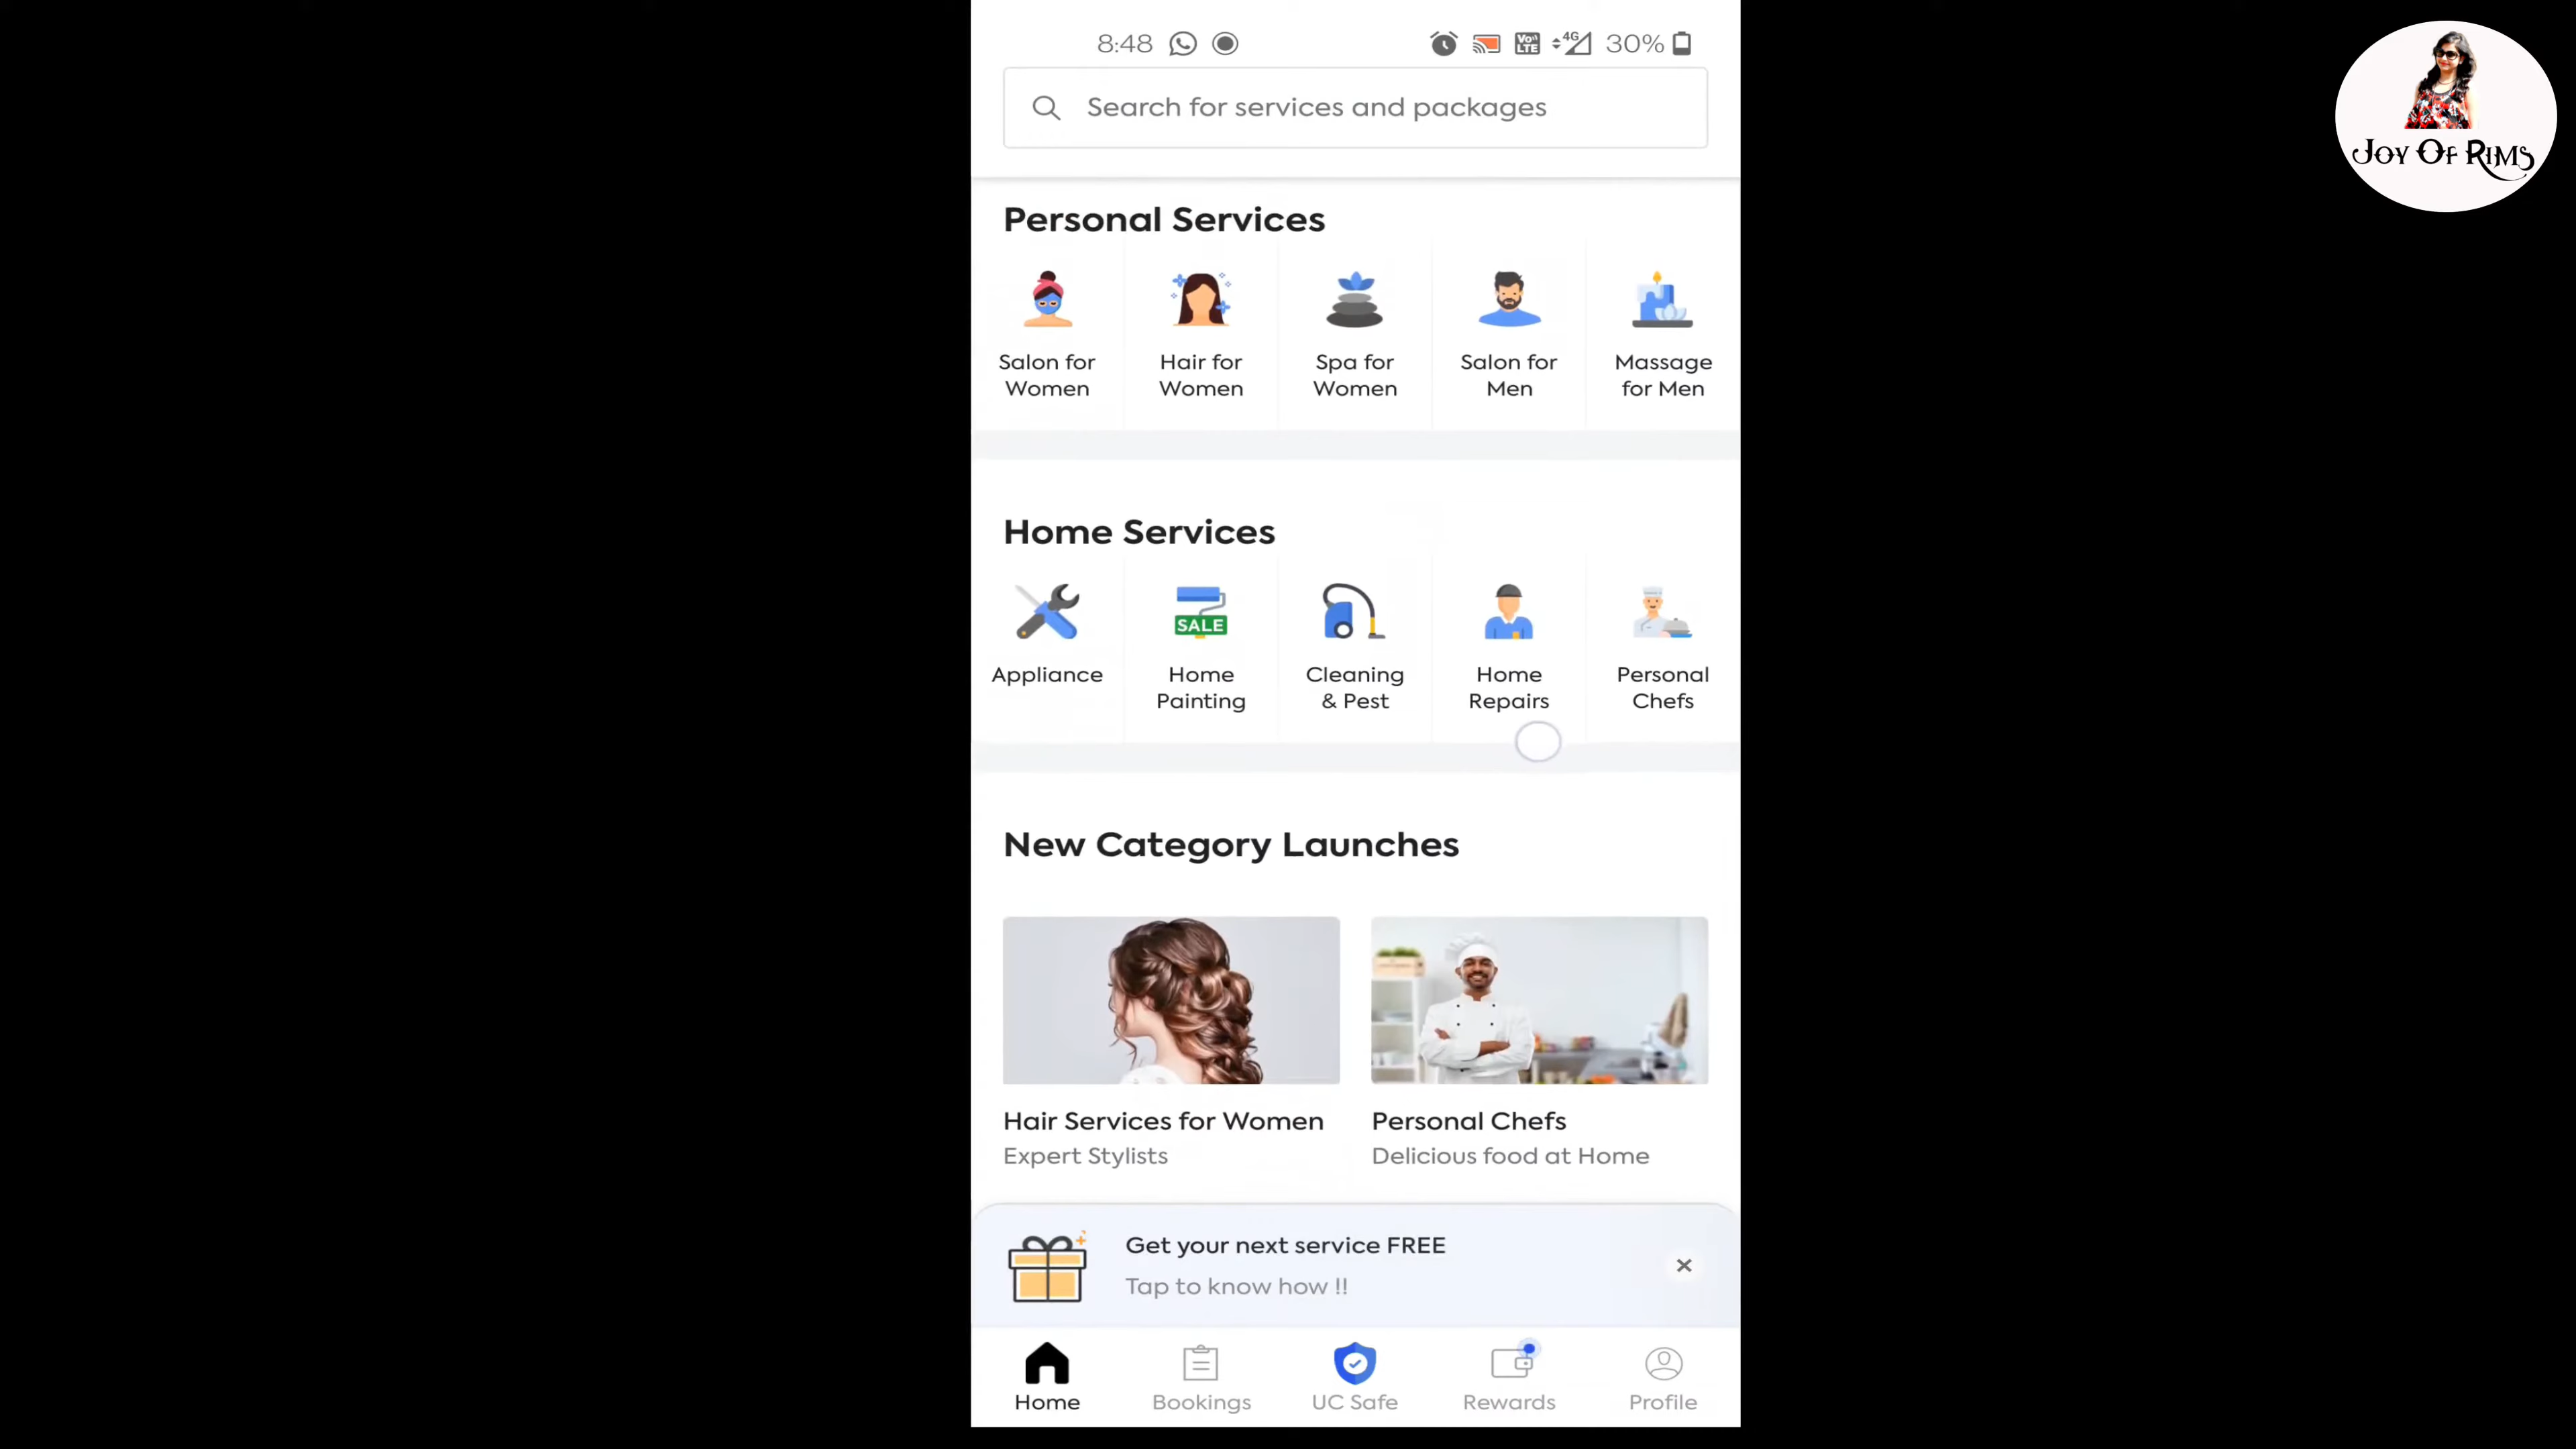 8:48
Vo))
LTE
4G
30%
JOY OF RIMS
Search for services and packages
Personal Services
Salon for
Women
Hair for
Women
Spa for
Women
Salon for
Men
Massage
for Men
Home Services
SALE
Appliance
Home
Painting
Cleaning
& Pest
Home
Repairs
Personal
Chefs
New Category Launches
Hair Services for Women
Expert Stylists
Personal Chefs
Delicious food at Home
Get your next service FREE
Tap to know how !!
Home
Bookings
UC Safe
Rewards
Profile